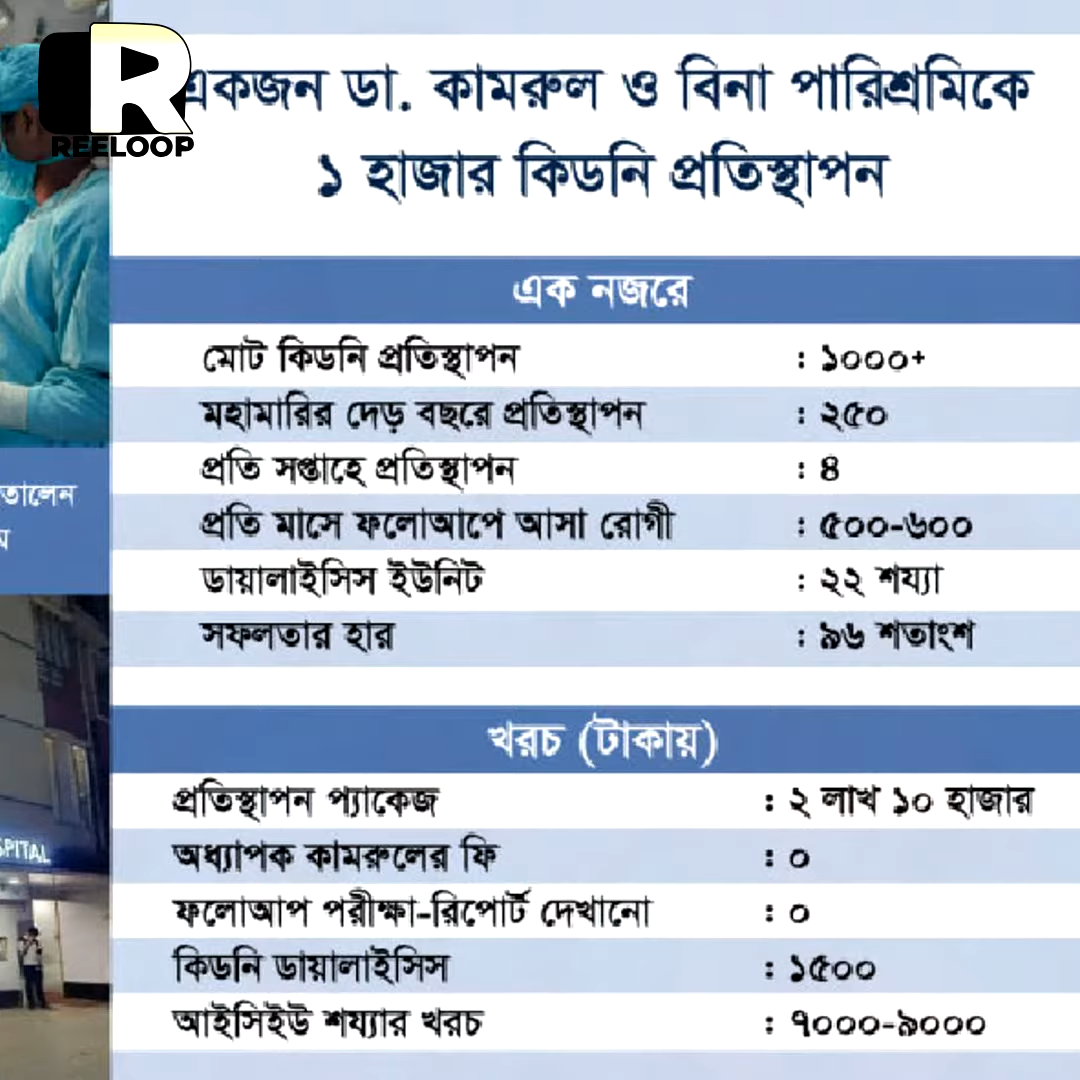 REELOOP
একজন ডা. কামরুল ও বিনা পারিশ্রমিকে
১ হাজার কিডনি প্রতিস্থাপন
এক নজরে
মোট কিডনি প্রতিস্থাপন : ১০০০+
মহামারির দেড় বছরে প্রতিস্থাপন : ২৫০
প্রতি সপ্তাহে প্রতিস্থাপন : ৪
প্রতি মাসে ফলোআপে আসা রোগী : ৫০০-৬০০
ডায়ালাইসিস ইউনিট : ২২ শয্যা
সফলতার হার : ৯৬ শতাংশ
খরচ (টাকায়)
প্রতিস্থাপন প্যাকেজ : ২ লাখ ১০ হাজার
অধ্যাপক কামরুলের ফি : ০
ফলোআপ পরীক্ষা-রিপোর্ট দেখানো : ০
কিডনি ডায়ালাইসিস : ১৫০০
আইসিইউ শয্যার খরচ : ৭০০০-৯০০০